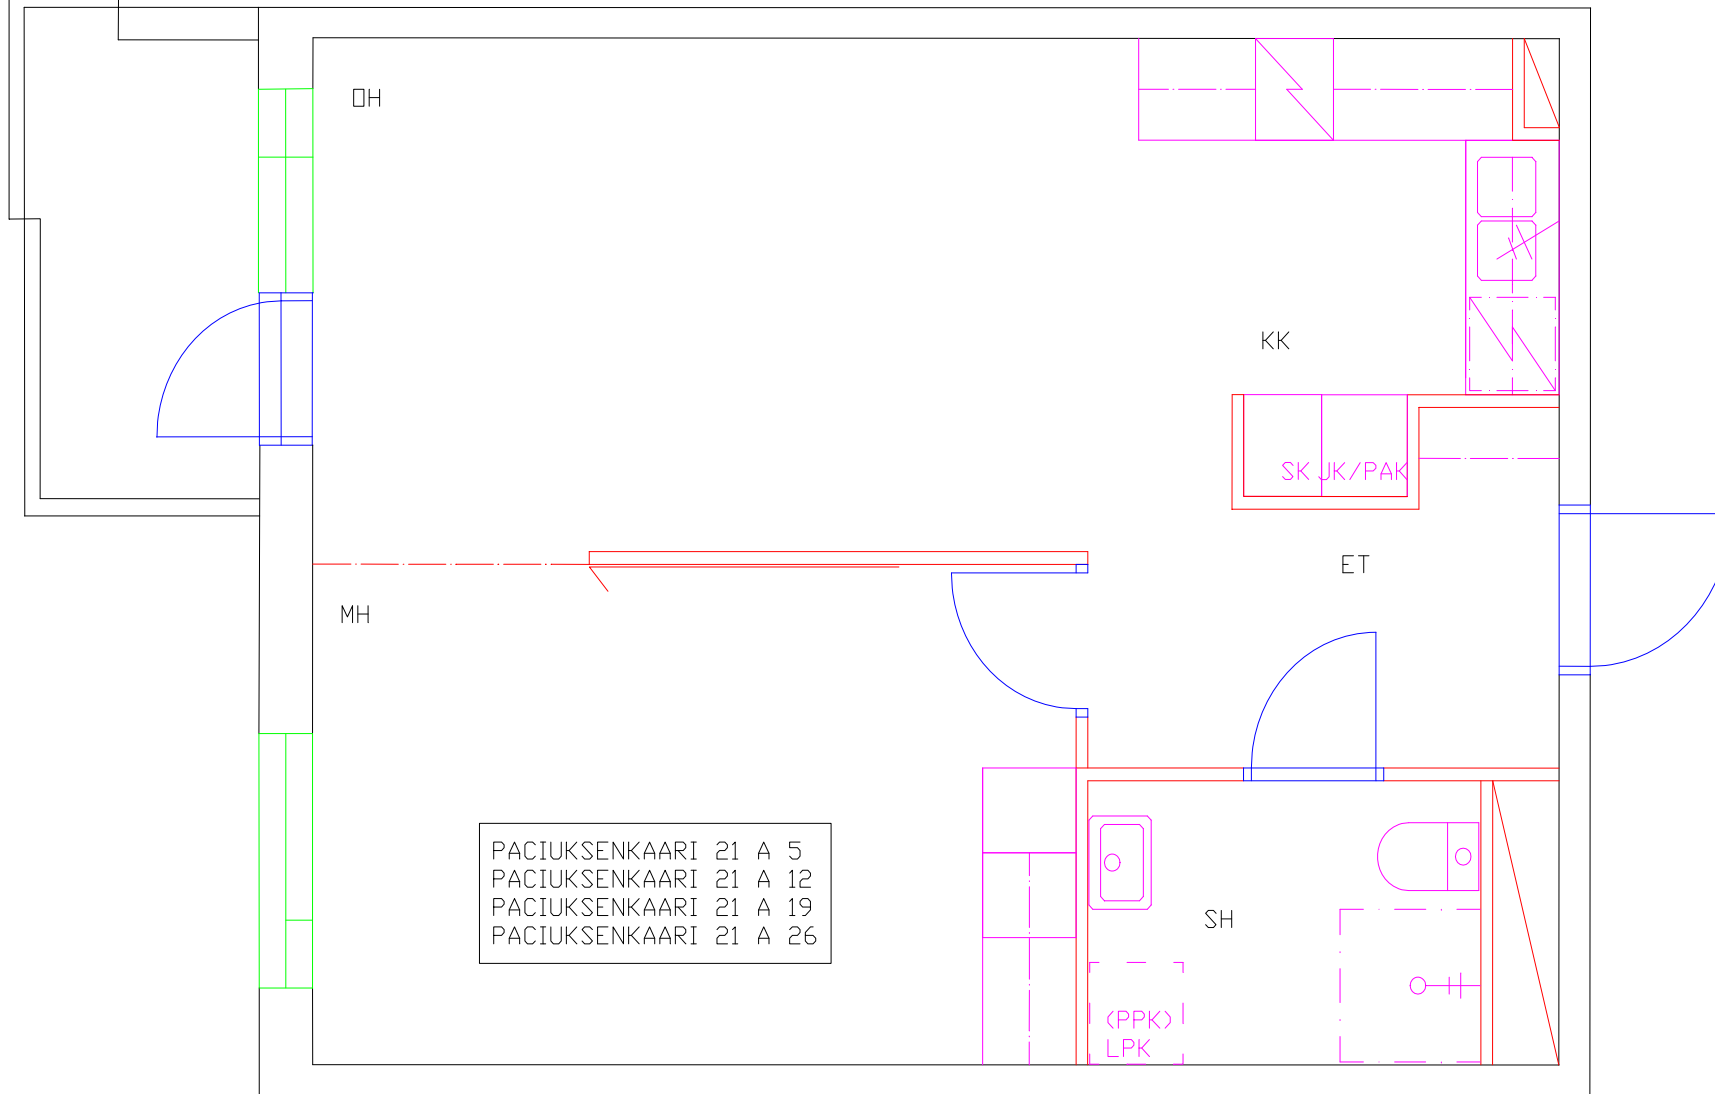 OH
KK
SK JK/PAK
ET
MH
PACIUKSENKAARI 21 A 5
PACIUKSENKAARI 21 A 12
PACIUKSENKAARI 21 A 19
PACIUKSENKAARI 21 A 26
SH
(PPK)
LPK